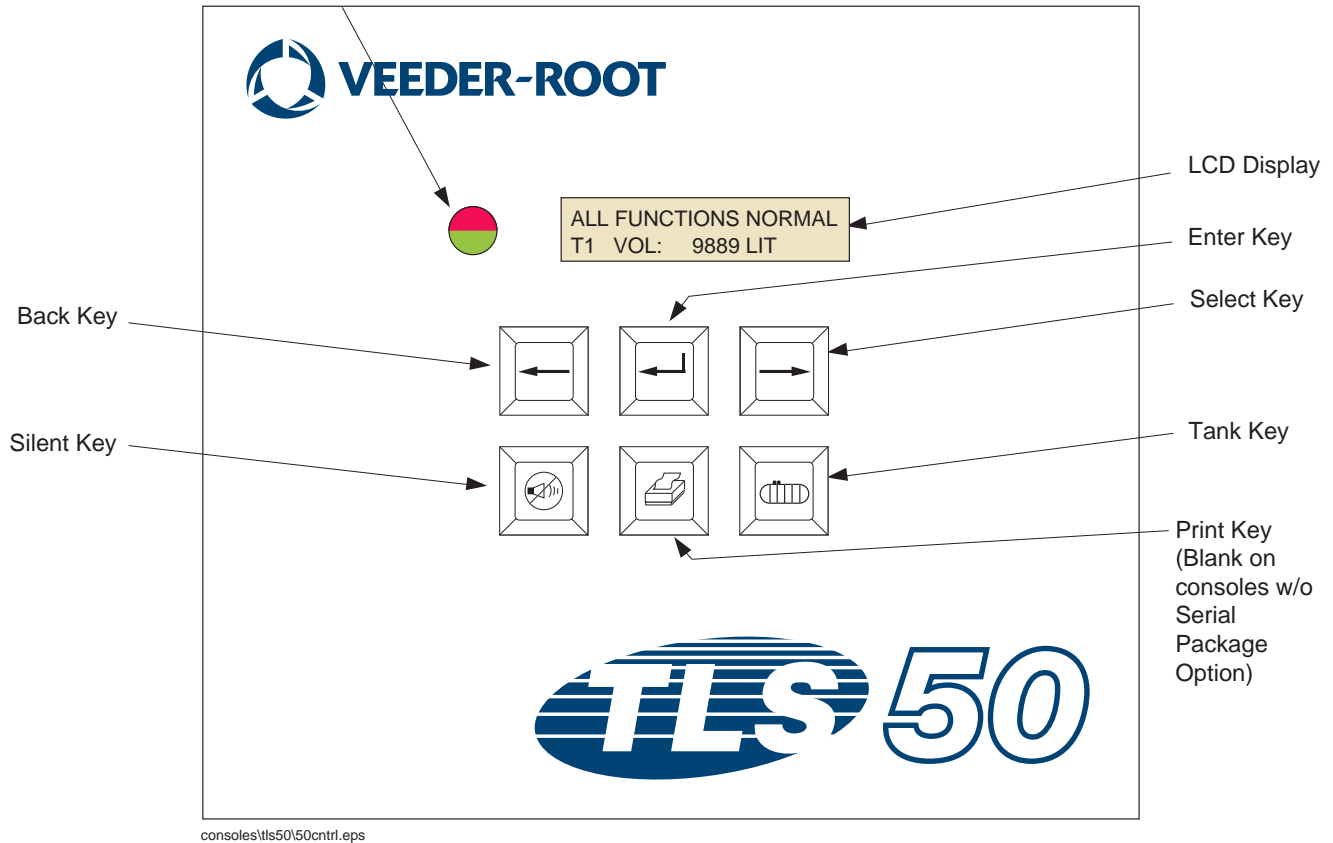 VEEDER-ROOT
LCD Display
ALL FUNCTIONS NORMAL
T1 VOL: 9889 LIT
Enter Key
Select Key
Back Key
Silent Key
Tank Key
Print Key
(Blank on
consoles w/o
Serial
Package
Option)
TLS 50
consoles\tls50\50cntrl.eps